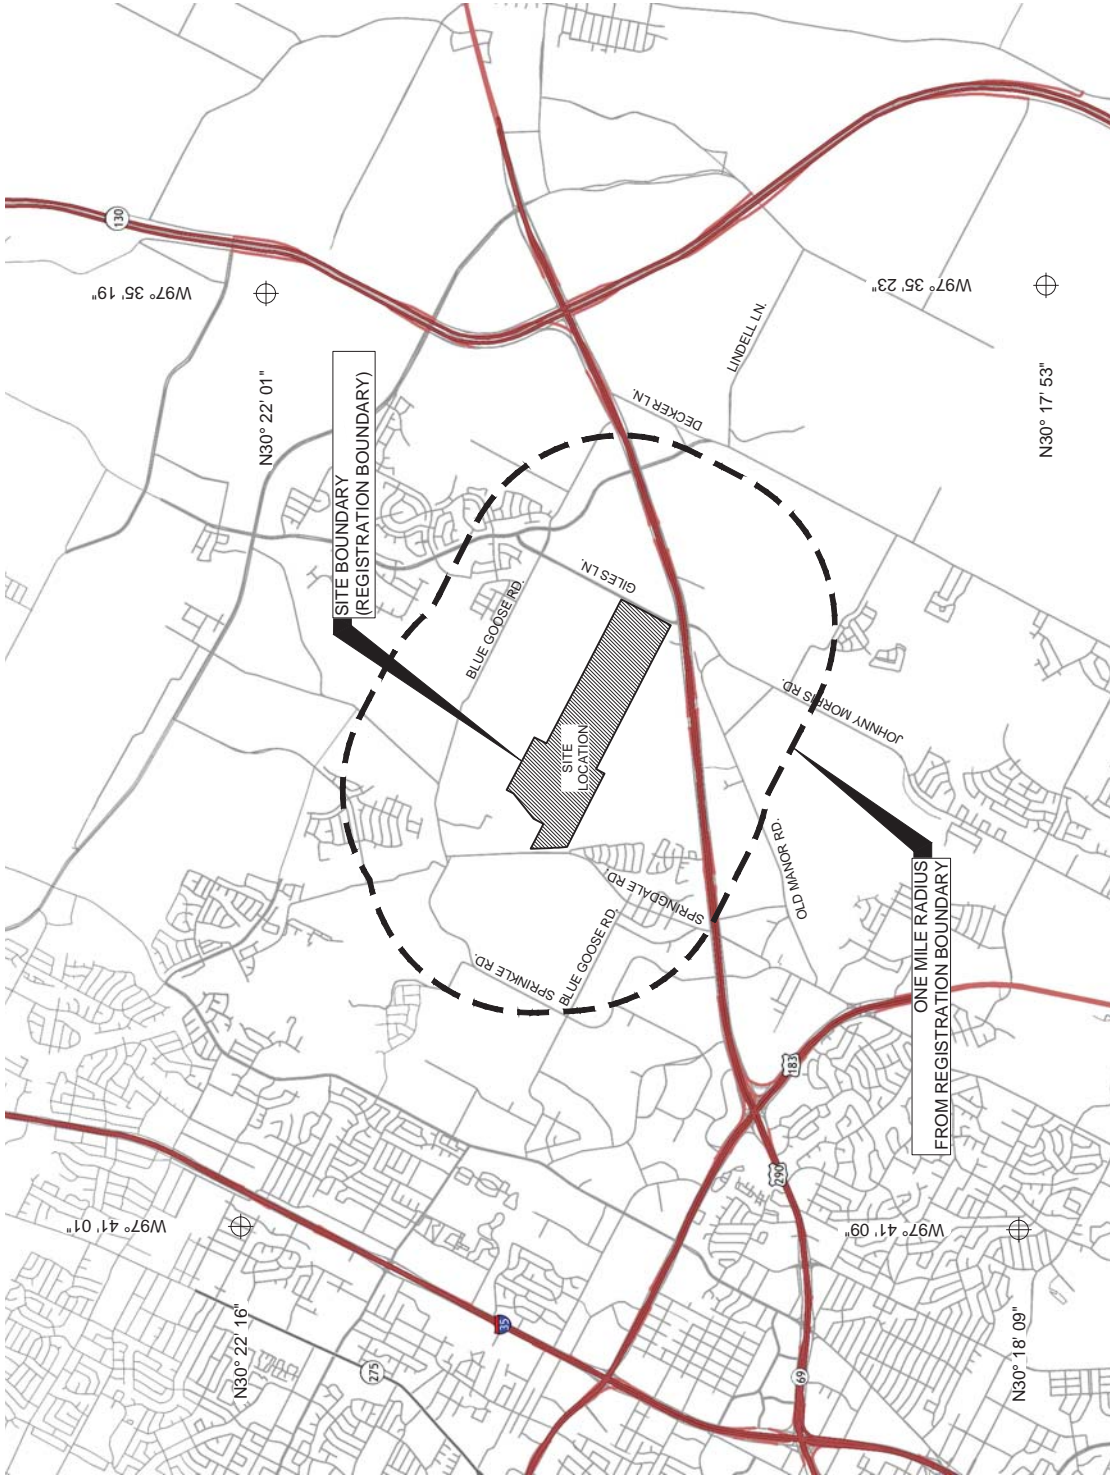 130
W97° 35' 19"
N30° 22' 01"
SITE BOUNDARY
(REGISTRATION BOUNDARY)
W97° 35' 23"
N30° 17' 53"
LINDELL LN.
DECKER LN.
GILES LN.
BLUE GOOSE RD.
SITE
LOCATION
JOHNNY MORRIS RD.
OLD MANOR RD.
SPRINGDALE RD
BLUE GOOSE RD.
SPRINKLE RD.
ONE MILE RADIUS
FROM REGISTRATION BOUNDARY
183
290
W97° 41' 01"
N30° 22' 16"
275
35
69
W97° 41' 09"
N30° 18' 09"